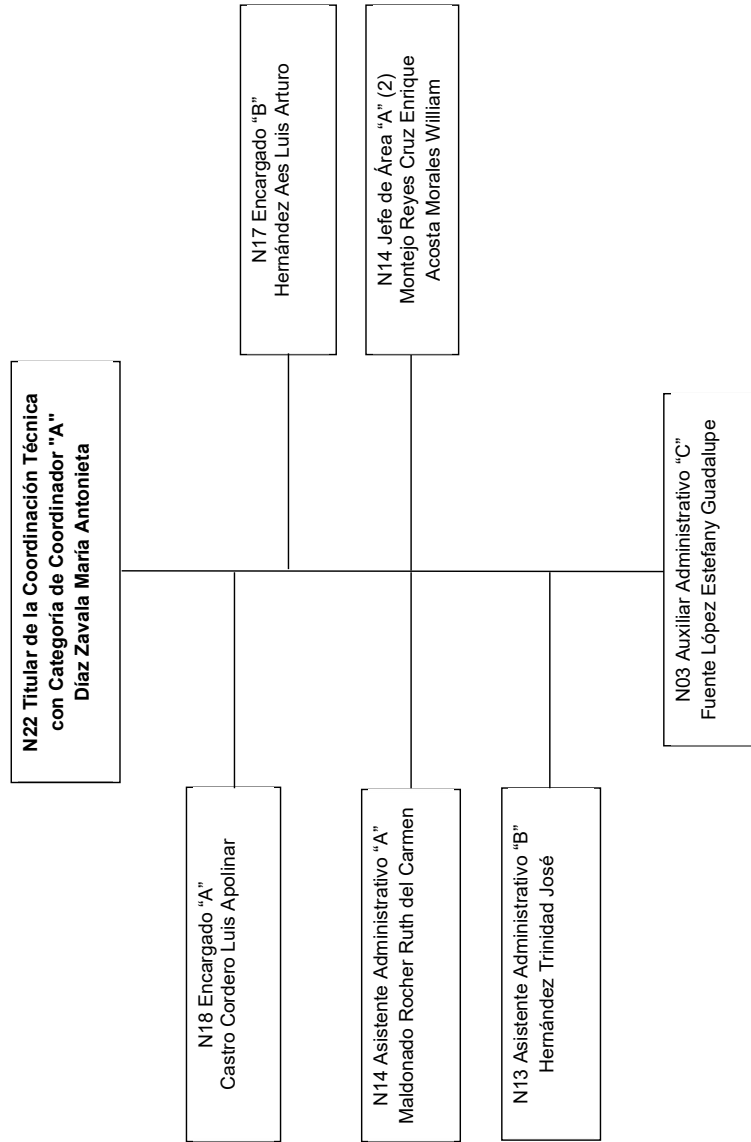 N22 Titular de la Coordinación Técnica
con Categoría de Coordinador "A"
Díaz Zavala María Antonieta
N18 Encargado “A”
Castro Cordero Luis Apolinar
N17 Encargado “B”
Hernández Aes Luis Arturo
N14 Asistente Administrativo “A”
Maldonado Rocher Ruth del Carmen
N14 Jefe de Área “A” (2)
Montejo Reyes Cruz Enrique
Acosta Morales William
N13 Asistente Administrativo “B”
Hernández Trinidad José
N03 Auxiliar Administrativo “C”
Fuente López Estefany Guadalupe